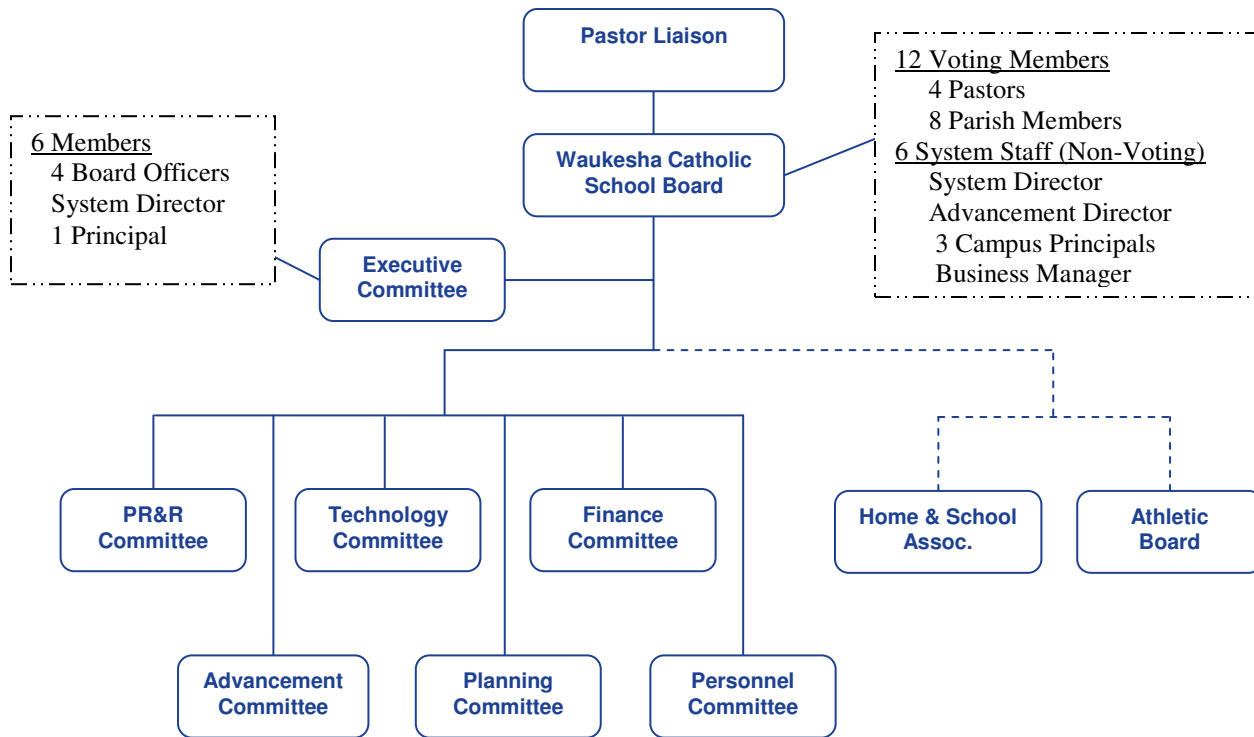 Pastor Liaison
12 Voting Members
4 Pastors
8 Parish Members
6 System Staff (Non-Voting)
System Director
Advancement Director
3 Campus Principals
Business Manager
6 Members
4 Board Officers
System Director
1 Principal
Waukesha Catholic
School Board
Executive
Committee
PR&R
Committee
Technology
Committee
Finance
Committee
Home & School
Assoc.
Athletic
Board
Advancement
Committee
Planning
Committee
Personnel
Committee